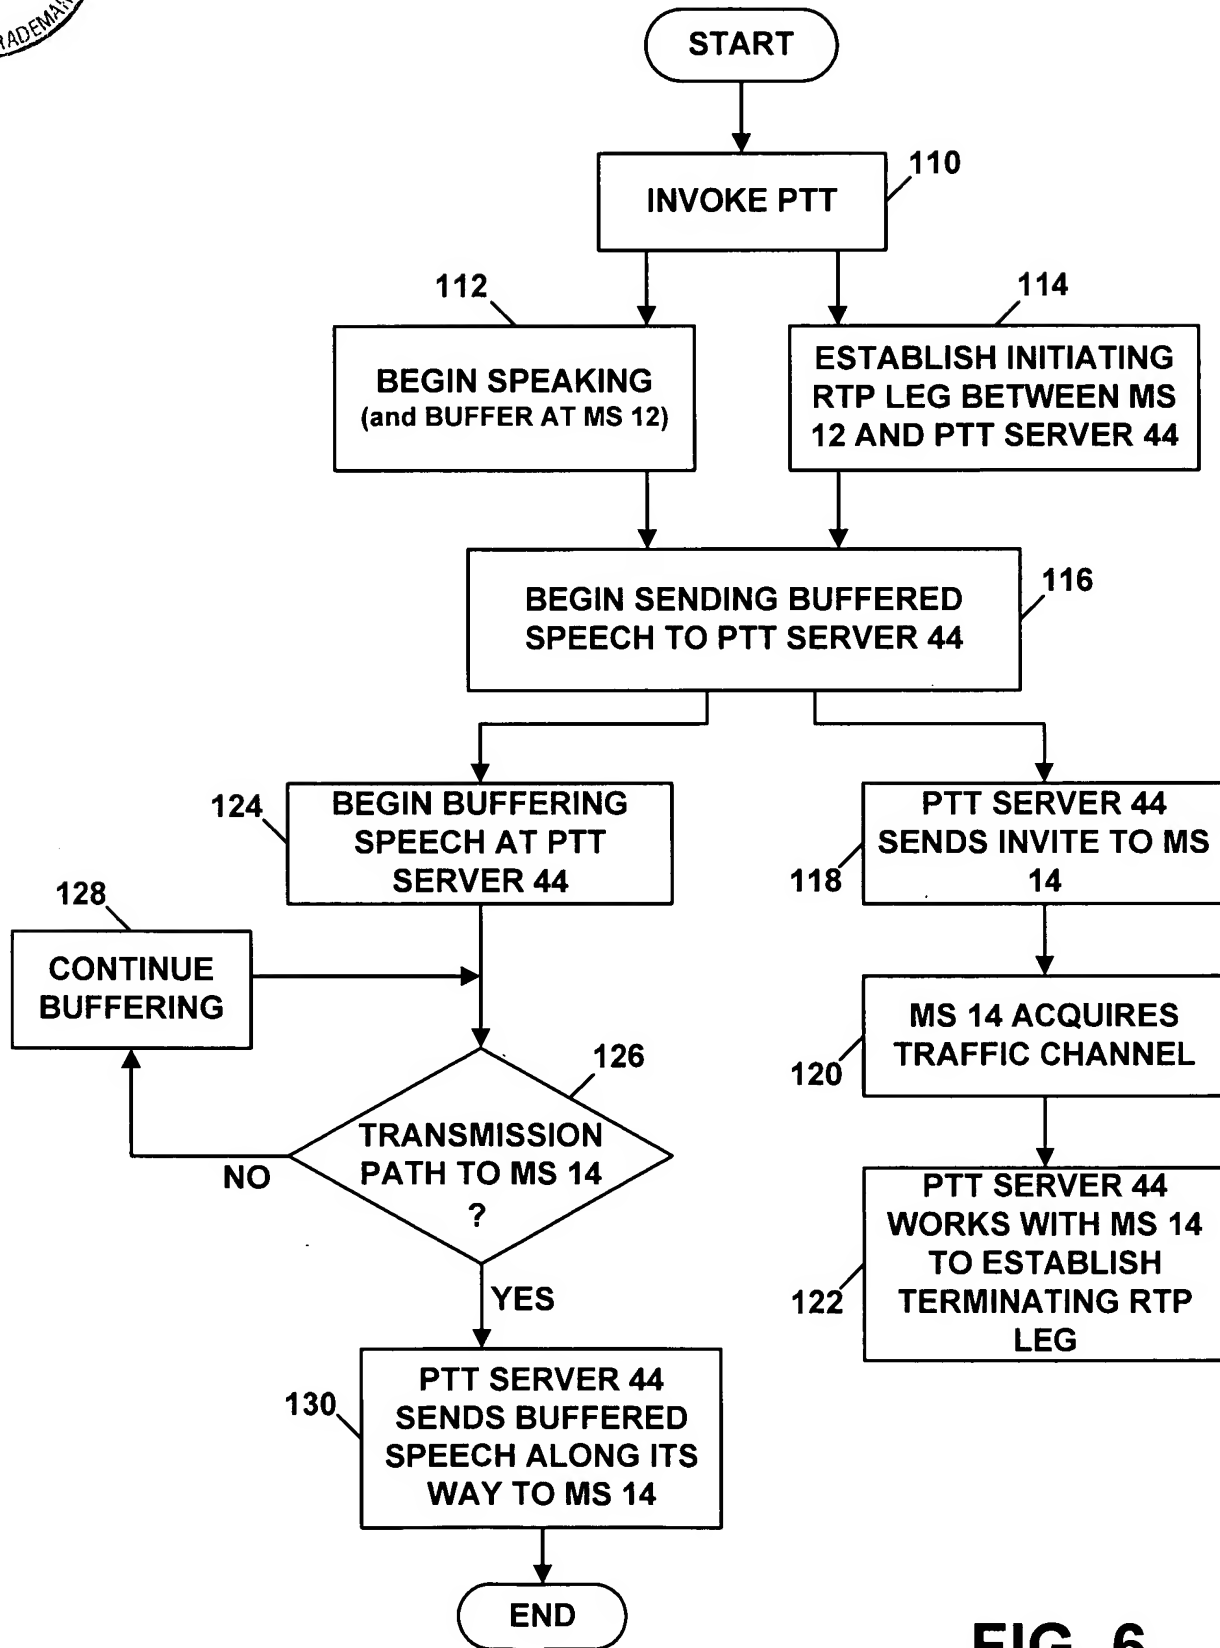 RADEMAR
START
INVOKE PTT
110
112
114
BEGIN SPEAKING
(and BUFFER AT MS 12)
ESTABLISH INITIATING
RTP LEG BETWEEN MS
12 AND PTT SERVER 44
BEGIN SENDING BUFFERED
SPEECH TO PTT SERVER 44
116
124
BEGIN BUFFERING
SPEECH AT PTT
SERVER 44
PTT SERVER 44
SENDS INVITE TO MS
14
118
128
CONTINUE
BUFFERING
MS 14 ACQUIRES
TRAFFIC CHANNEL
120
126
TRANSMISSION
PATH TO MS 14
?
NO
YES
PTT SERVER 44
WORKS WITH MS 14
TO ESTABLISH
TERMINATING RTP
LEG
122
130
PTT SERVER 44
SENDS BUFFERED
SPEECH ALONG ITS
WAY TO MS 14
END
FIG. 6